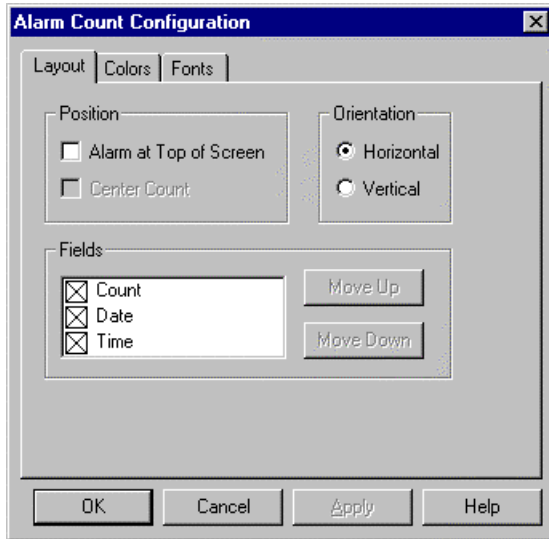 Alarm Count Configuration
Layout Colors Fonts
Position
Alarm at Top of Screen
Center Count
Orientation
Horizontal
Vertical
Fields
Count
Date
Time
Move Up
Move Down
OK Cancel Apply Help